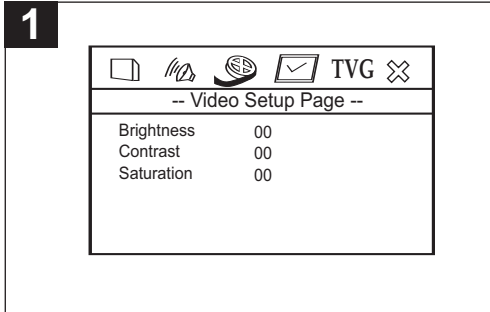 1
TVG
-- Video Setup Page --
Brightness 00
Contrast 00
Saturation 00